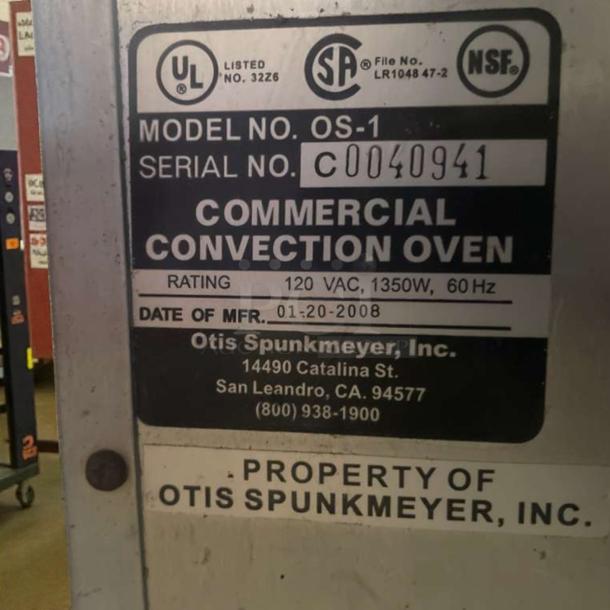 UL ®
LISTED
NO. 32Z6
SA ®
File No.
LR1048 47-2
NSF®
MODEL NO. OS-1
SERIAL NO. C0040941
COMMERCIAL
CONVECTION OVEN
RATING 120 VAC, 1350W, 60 Hz
DATE OF MFR. 01-20-2008
Otis Spunkmeyer, Inc.
14490 Catalina St.
San Leandro, CA. 94577
(800) 938-1900
PROPERTY OF
OTIS SPUNKMEYER, INC.